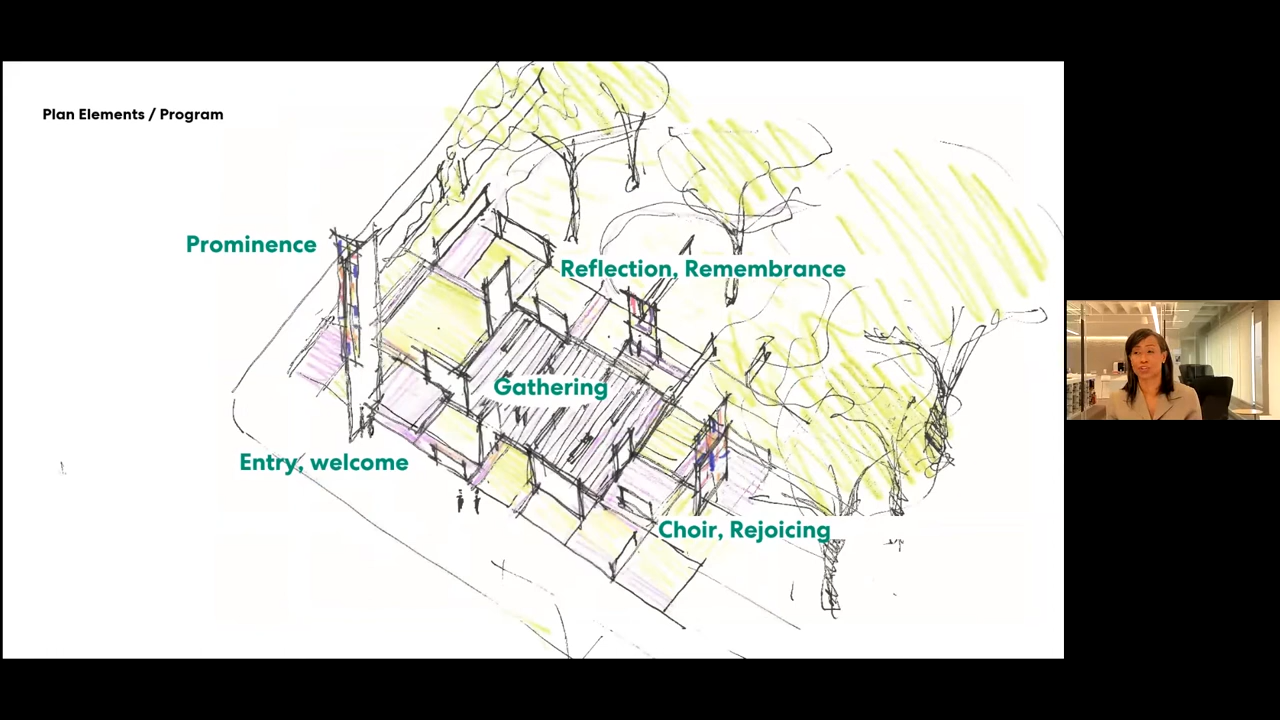 Plan Elements / Program
Prominence
Reflection, Remembrance
Gathering
Entry, welcome
Choir, Rejoicing